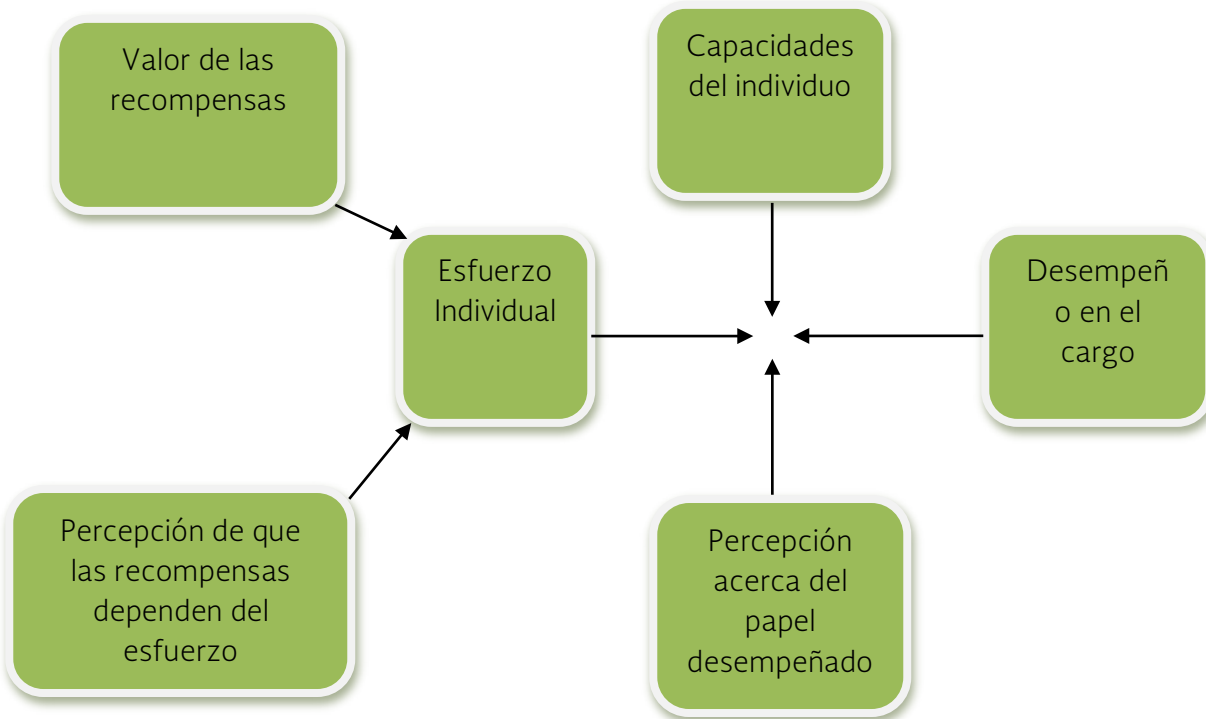 Valor de las
recompensas
Capacidades
del individuo
Esfuerzo
Individual
Desempeñ
o en el
cargo
Percepción de que
las recompensas
dependen del
esfuerzo
Percepción
acerca del
papel
desempeñado